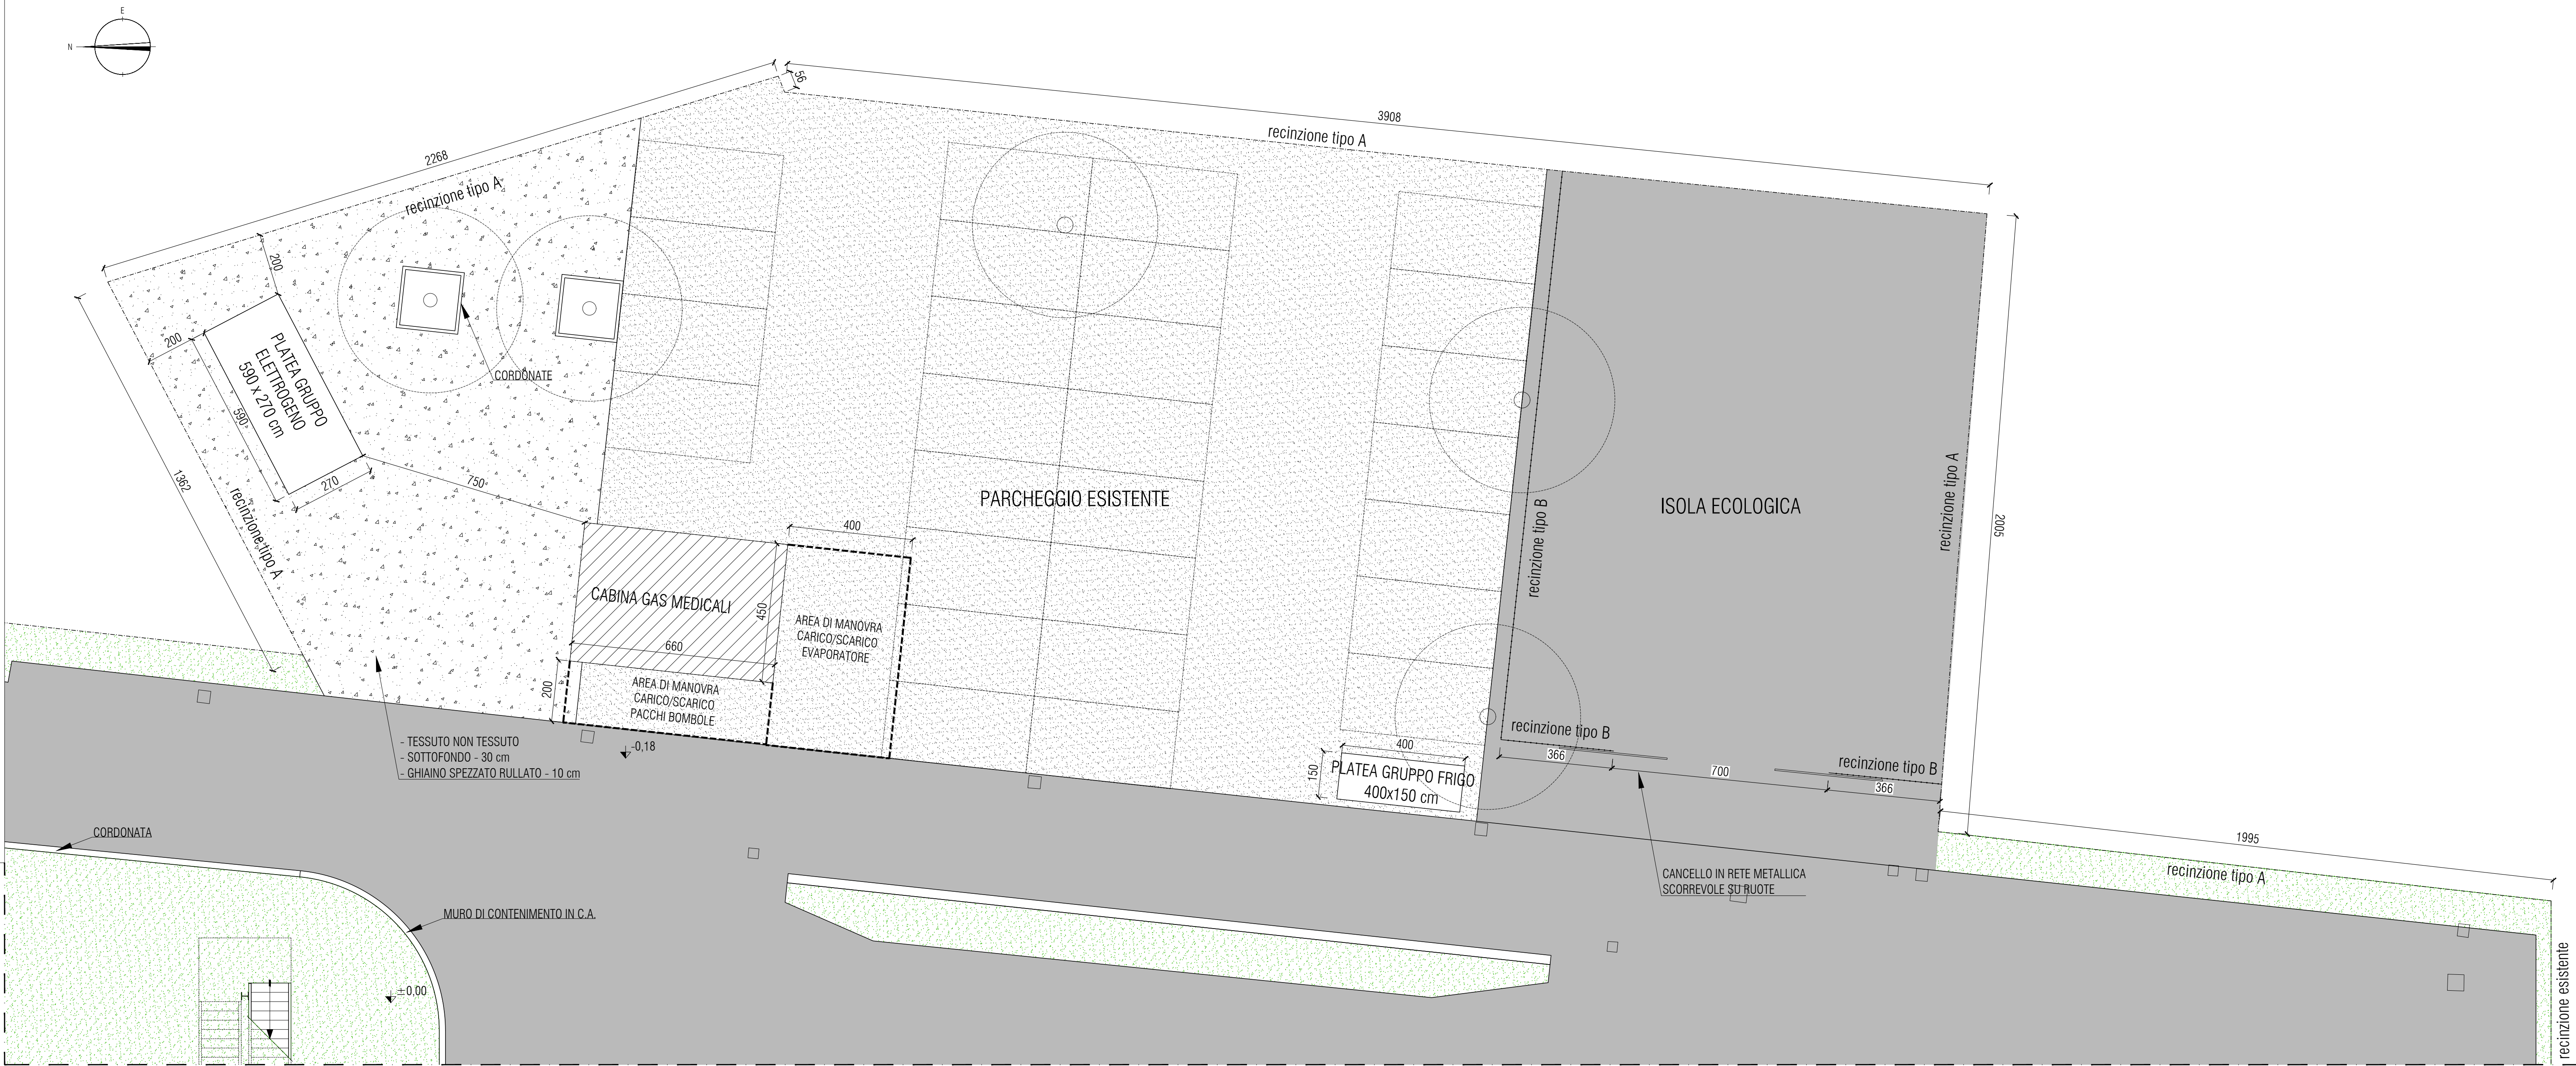 E
N
56
3908
recinzione tipo A
2268
recinzione tipo A
200
200
PLATEA GRUPPO
ELETTROGENO
590 x 270 cm
590
270
1362
recinzione tipo A
750
CORDONATE
PARCHEGGIO ESISTENTE
ISOLA ECOLOGICA
recinzione tipo B
recinzione tipo A
2005
400
CABINA GAS MEDICALI
450
660
AREA DI MANOVRA
CARICO/SCARICO
EVAPORATORE
200
AREA DI MANOVRA
CARICO/SCARICO
PACCHI BOMBOLE
-0,18
- TESSUTO NON TESSUTO
- SOTTOFONDO - 30 cm
- GHIAINO SPEZZATO RULLATO - 10 cm
400
150
PLATEA GRUPPO FRIGO
400x150 cm
recinzione tipo B
366
700
recinzione tipo B
366
CANCELLO IN RETE METALLICA
SCORREVOLE SU RUOTE
1995
recinzione tipo A
recinzione esistente
CORDONATA
MURO DI CONTENIMENTO IN C.A.
±0,00